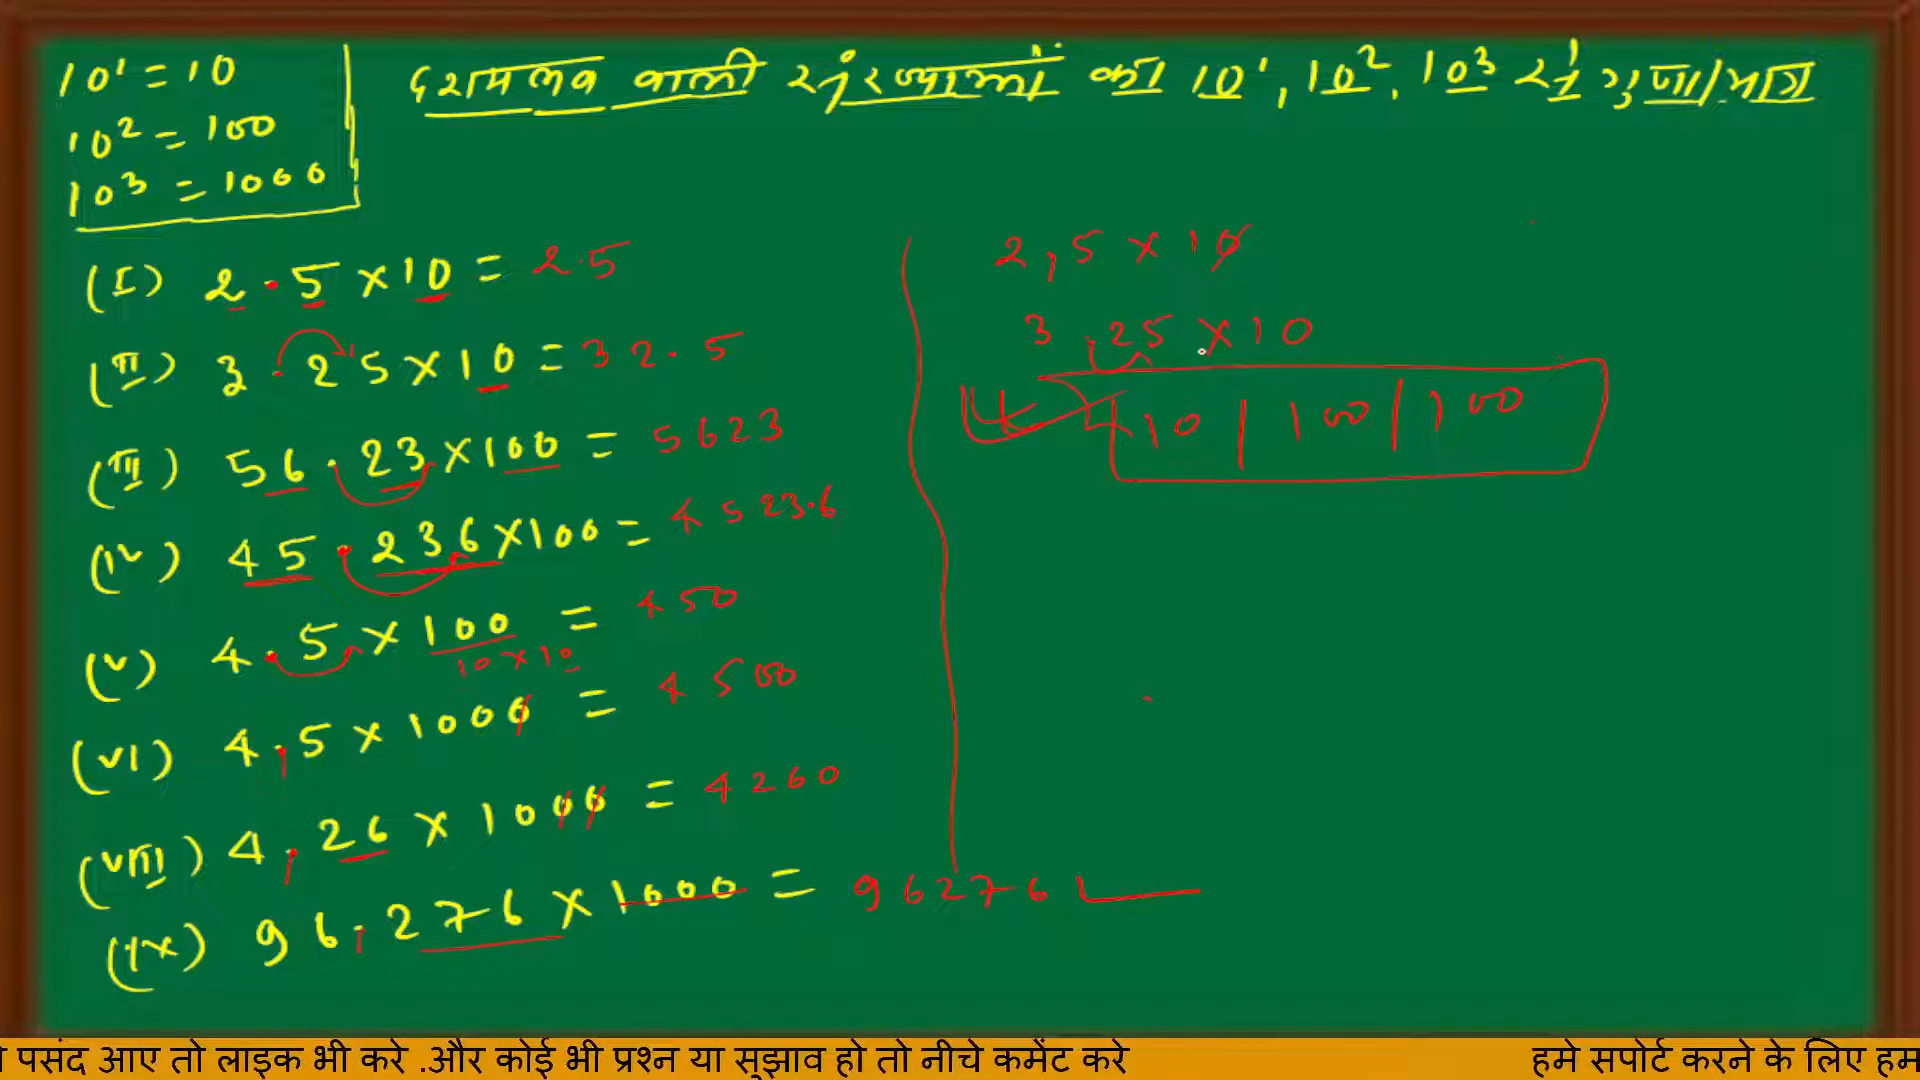 10¹ = 10
10² = 100
10³ = 1000
दशमलव वाली संख्याओं का 10¹, 10², 10³ से गुणा/भाग
(I) 2.5 × 10 = 2.5
(II) 3.25 × 10 = 32.5
(III) 56.23 × 100 = 5623
(IV) 45.236 × 100 = 4523.6
(V) 4.5 × 100 = 450
10 × 10
(VI) 4.5 × 1000 = 4500
(VIII) 4.26 × 1000 = 4260
(IX) 96.276 × 1000 = 96276
2.5 × 10
3.25 × 10
10 | 100 | 100
पसंद आए तो लाइक भी करे .और कोई भी प्रश्न या सूझाव हो तो नीचे कमेंट करे
हमे सपोर्ट करने के लिए हम